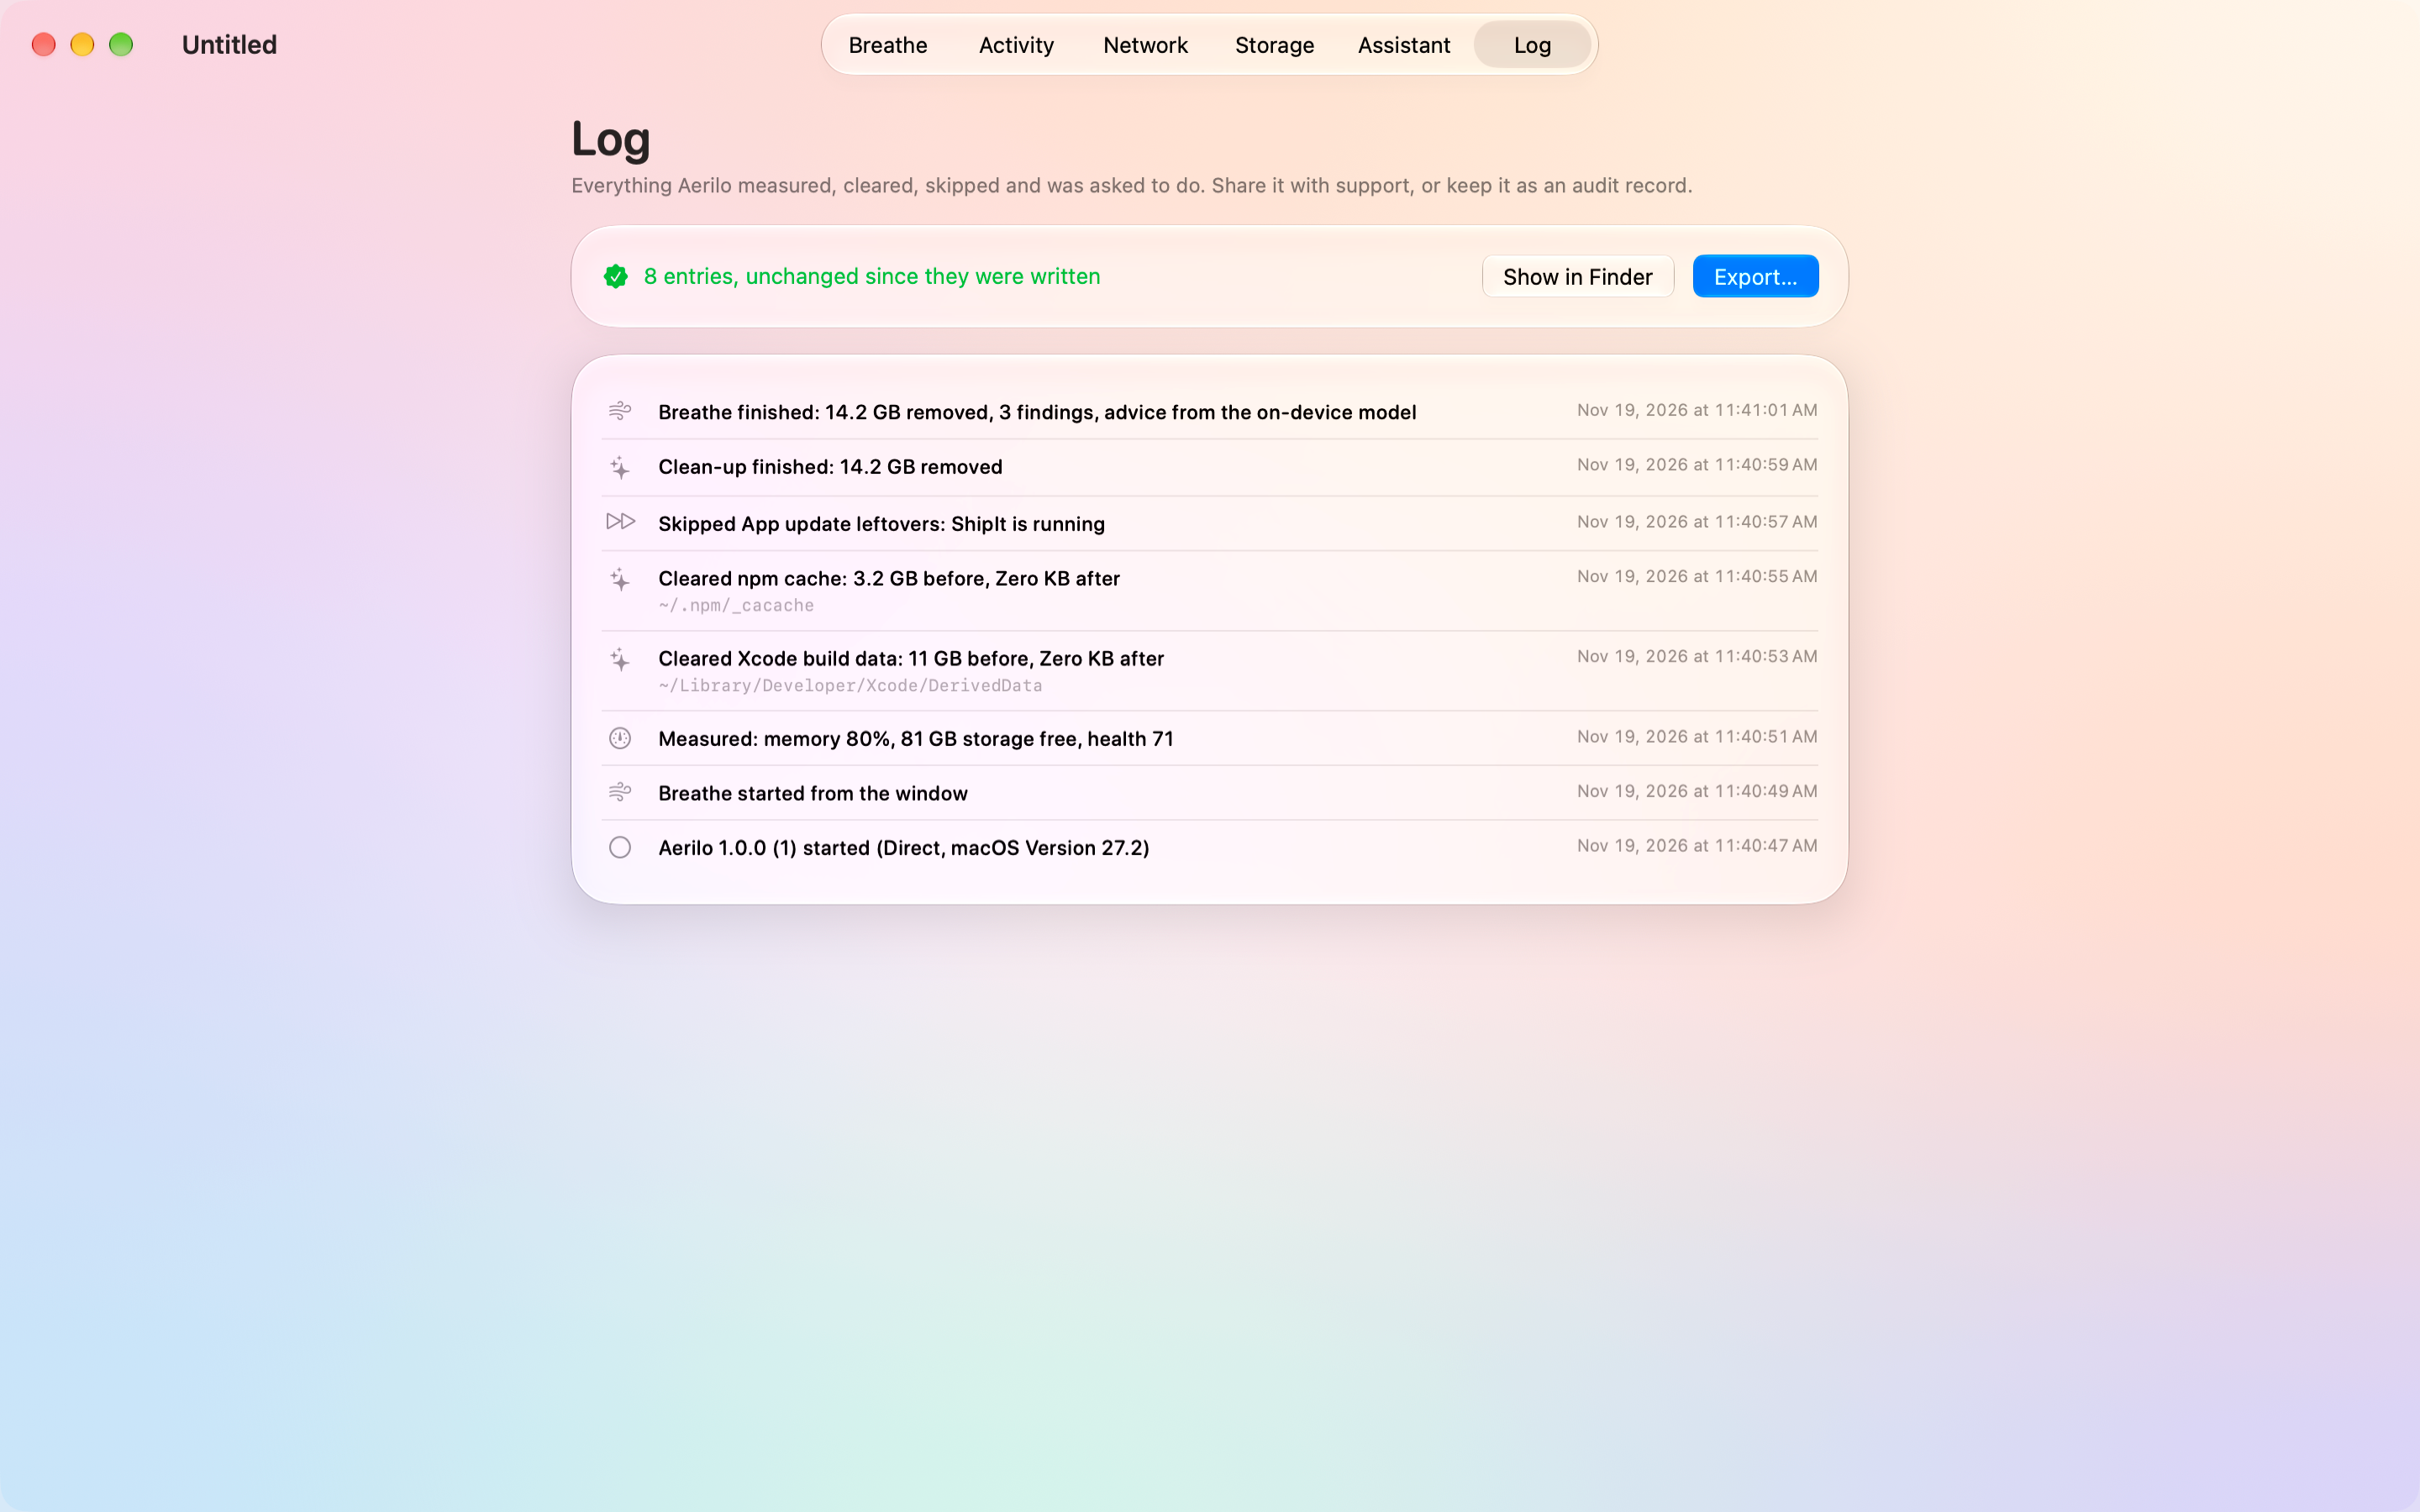 Untitled
Breathe
Activity
Network
Storage
Assistant
Log
Log
Everything Aerilo measured, cleared, skipped and was asked to do. Share it with support, or keep it as an audit record.
8 entries, unchanged since they were written
Show in Finder
Export...
Breathe finished: 14.2 GB removed, 3 findings, advice from the on-device model
Nov 19, 2026 at 11:41:01 AM
Clean-up finished: 14.2 GB removed
Nov 19, 2026 at 11:40:59 AM
Skipped App update leftovers: ShipIt is running
Nov 19, 2026 at 11:40:57 AM
Cleared npm cache: 3.2 GB before, Zero KB after
Nov 19, 2026 at 11:40:55 AM
~/.npm/_cacache
Cleared Xcode build data: 11 GB before, Zero KB after
Nov 19, 2026 at 11:40:53 AM
~/Library/Developer/Xcode/DerivedData
Measured: memory 80%, 81 GB storage free, health 71
Nov 19, 2026 at 11:40:51 AM
Breathe started from the window
Nov 19, 2026 at 11:40:49 AM
Aerilo 1.0.0 (1) started (Direct, macOS Version 27.2)
Nov 19, 2026 at 11:40:47 AM